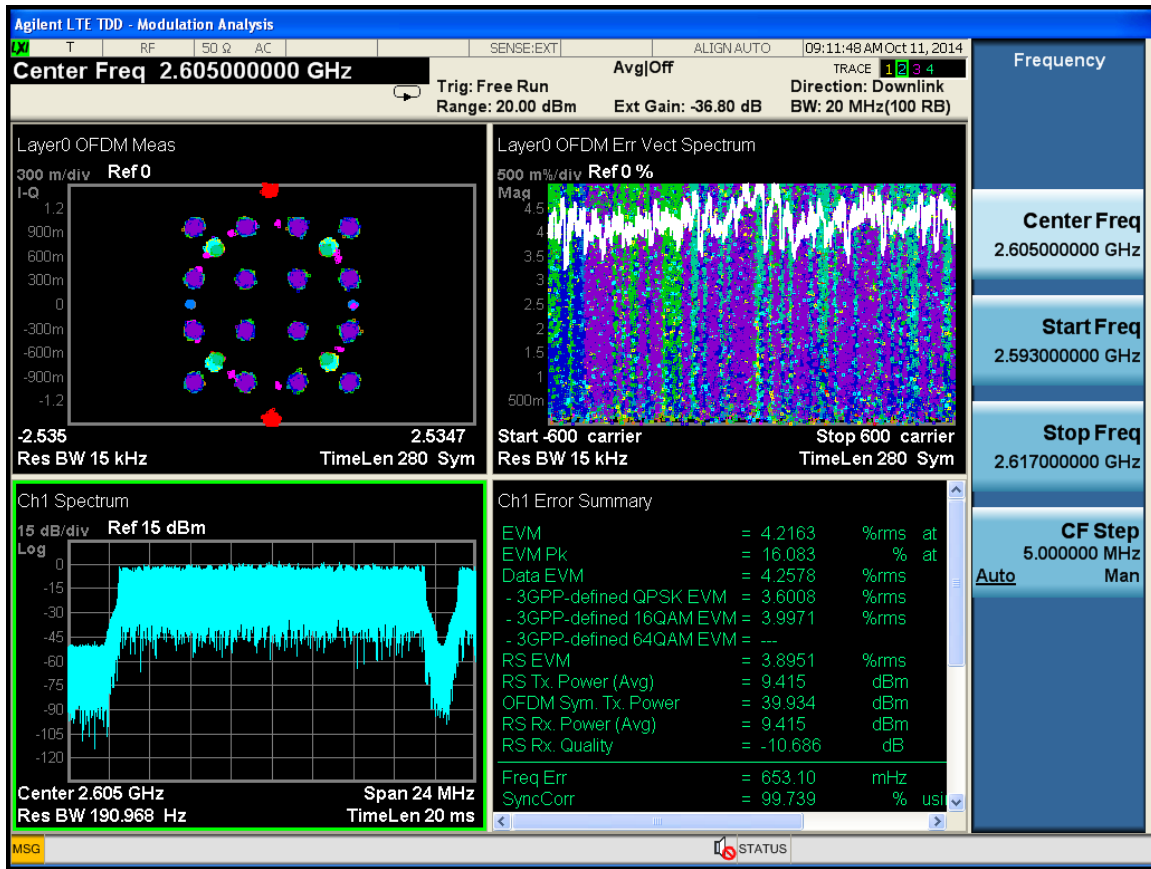 Agilent LTE TDD - Modulation Analysis
LXI T RF 50 Ω AC SENSE:EXT ALIGN AUTO 09:11:48 AM Oct 11, 2014
Center Freq 2.605000000 GHz
Avg|Off
TRACE 1 2 3 4
Trig: Free Run
Direction: Downlink
Range: 20.00 dBm
Ext Gain: -36.80 dB
BW: 20 MHz(100 RB)
Layer0 OFDM Meas
300 m/div Ref 0
I-Q
1.2
900m
600m
300m
0
-300m
-600m
-900m
-1.2
-2.535 2.5347
Res BW 15 kHz TimeLen 280 Sym
Layer0 OFDM Err Vect Spectrum
500 m%/div Ref 0 %
Mag
4.5
4
3.5
3
2.5
2
1.5
1
500m
Start -600 carrier Stop 600 carrier
Res BW 15 kHz TimeLen 280 Sym
Ch1 Spectrum
15 dB/div Ref 15 dBm
Log
0
-15
-30
-45
-60
-75
-90
-105
-120
Center 2.605 GHz Span 24 MHz
Res BW 190.968 Hz TimeLen 20 ms
Ch1 Error Summary
EVM = 4.2163 %rms at
EVM Pk = 16.083 % at
Data EVM = 4.2578 %rms
- 3GPP-defined QPSK EVM = 3.6008 %rms
- 3GPP-defined 16QAM EVM = 3.9971 %rms
- 3GPP-defined 64QAM EVM = ---
RS EVM = 3.8951 %rms
RS Tx. Power (Avg) = 9.415 dBm
OFDM Sym. Tx. Power = 39.934 dBm
RS Rx. Power (Avg) = 9.415 dBm
RS Rx. Quality = -10.686 dB
Freq Err = 653.10 mHz
SyncCorr = 99.739 % usi
Frequency
Center Freq
2.605000000 GHz
Start Freq
2.593000000 GHz
Stop Freq
2.617000000 GHz
CF Step
5.000000 MHz
Auto Man
MSG STATUS